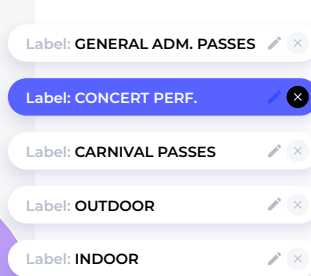 Label: GENERAL ADM. PASSES
Label: CONCERT PERF.
Label: CARNIVAL PASSES
Label: OUTDOOR
Label: INDOOR